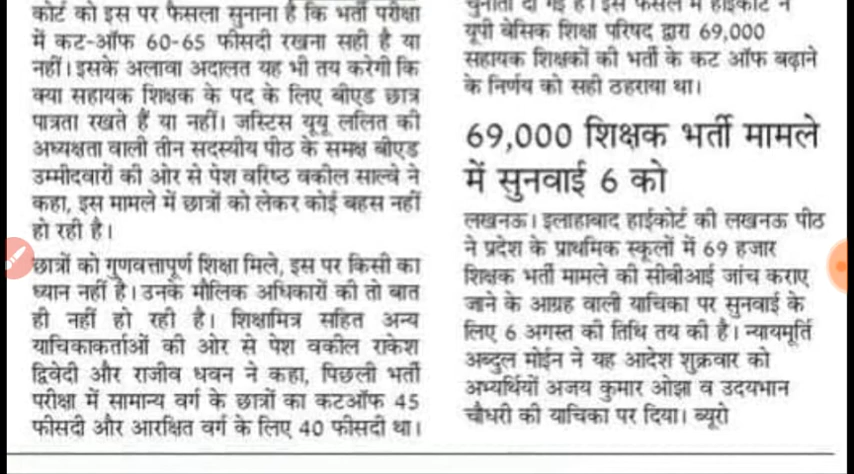 कोर्ट को इस पर फैसला सुनाना है कि भर्ती परीक्षा
में कट-ऑफ 60-65 फीसदी रखना सही है या
नहीं। इसके अलावा अदालत यह भी तय करेगी कि
क्या सहायक शिक्षक के पद के लिए बीएड छात्र
पात्रता रखते हैं या नहीं। जस्टिस यूयू ललित की
अध्यक्षता वाली तीन सदस्यीय पीठ के समक्ष बीएड
उम्मीदवारों की ओर से पेश वरिष्ठ वकील साल्वे ने
कहा, इस मामले में छात्रों को लेकर कोई बहस नहीं
हो रही है।
छात्रों को गुणवत्तापूर्ण शिक्षा मिले, इस पर किसी का
ध्यान नहीं है। उनके मौलिक अधिकारों की तो बात
ही नहीं हो रही है। शिक्षामित्र सहित अन्य
याचिकाकर्ताओं की ओर से पेश वकील राकेश
द्विवेदी और राजीव धवन ने कहा, पिछली भर्ती
परीक्षा में सामान्य वर्ग के छात्रों का कटऑफ 45
फीसदी और आरक्षित वर्ग के लिए 40 फीसदी था।
चुनौती दी गई है। इस फैसले में हाईकोर्ट ने
यूपी बेसिक शिक्षा परिषद द्वारा 69,000
सहायक शिक्षकों की भर्ती के कट ऑफ बढ़ाने
के निर्णय को सही ठहराया था।
69,000 शिक्षक भर्ती मामले
में सुनवाई 6 को
लखनऊ। इलाहाबाद हाईकोर्ट की लखनऊ पीठ
ने प्रदेश के प्राथमिक स्कूलों में 69 हजार
शिक्षक भर्ती मामले की सीबीआई जांच कराए
जाने के आग्रह वाली याचिका पर सुनवाई के
लिए 6 अगस्त की तिथि तय की है। न्यायमूर्ति
अब्दुल मोईन ने यह आदेश शुक्रवार को
अभ्यर्थियों अजय कुमार ओझा व उदयभान
चौधरी की याचिका पर दिया। ब्यूरो